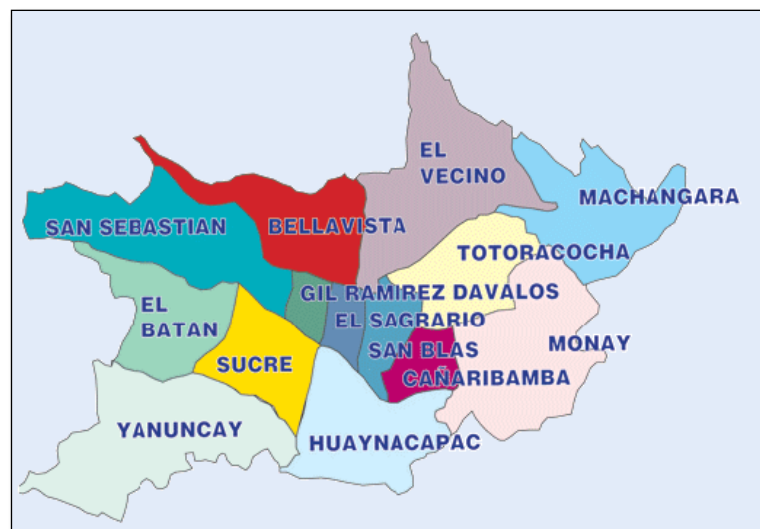 EL
VECINO
MACHANGARA
SAN SEBASTIAN
BELLAVISTA
TOTORACOCHA
GIL RAMIREZ DAVALOS
EL
BATAN
EL SAGRARIO
SAN BLAS
MONAY
SUCRE
CAÑARIBAMBA
YANUNCAY
HUAYNACAPAC